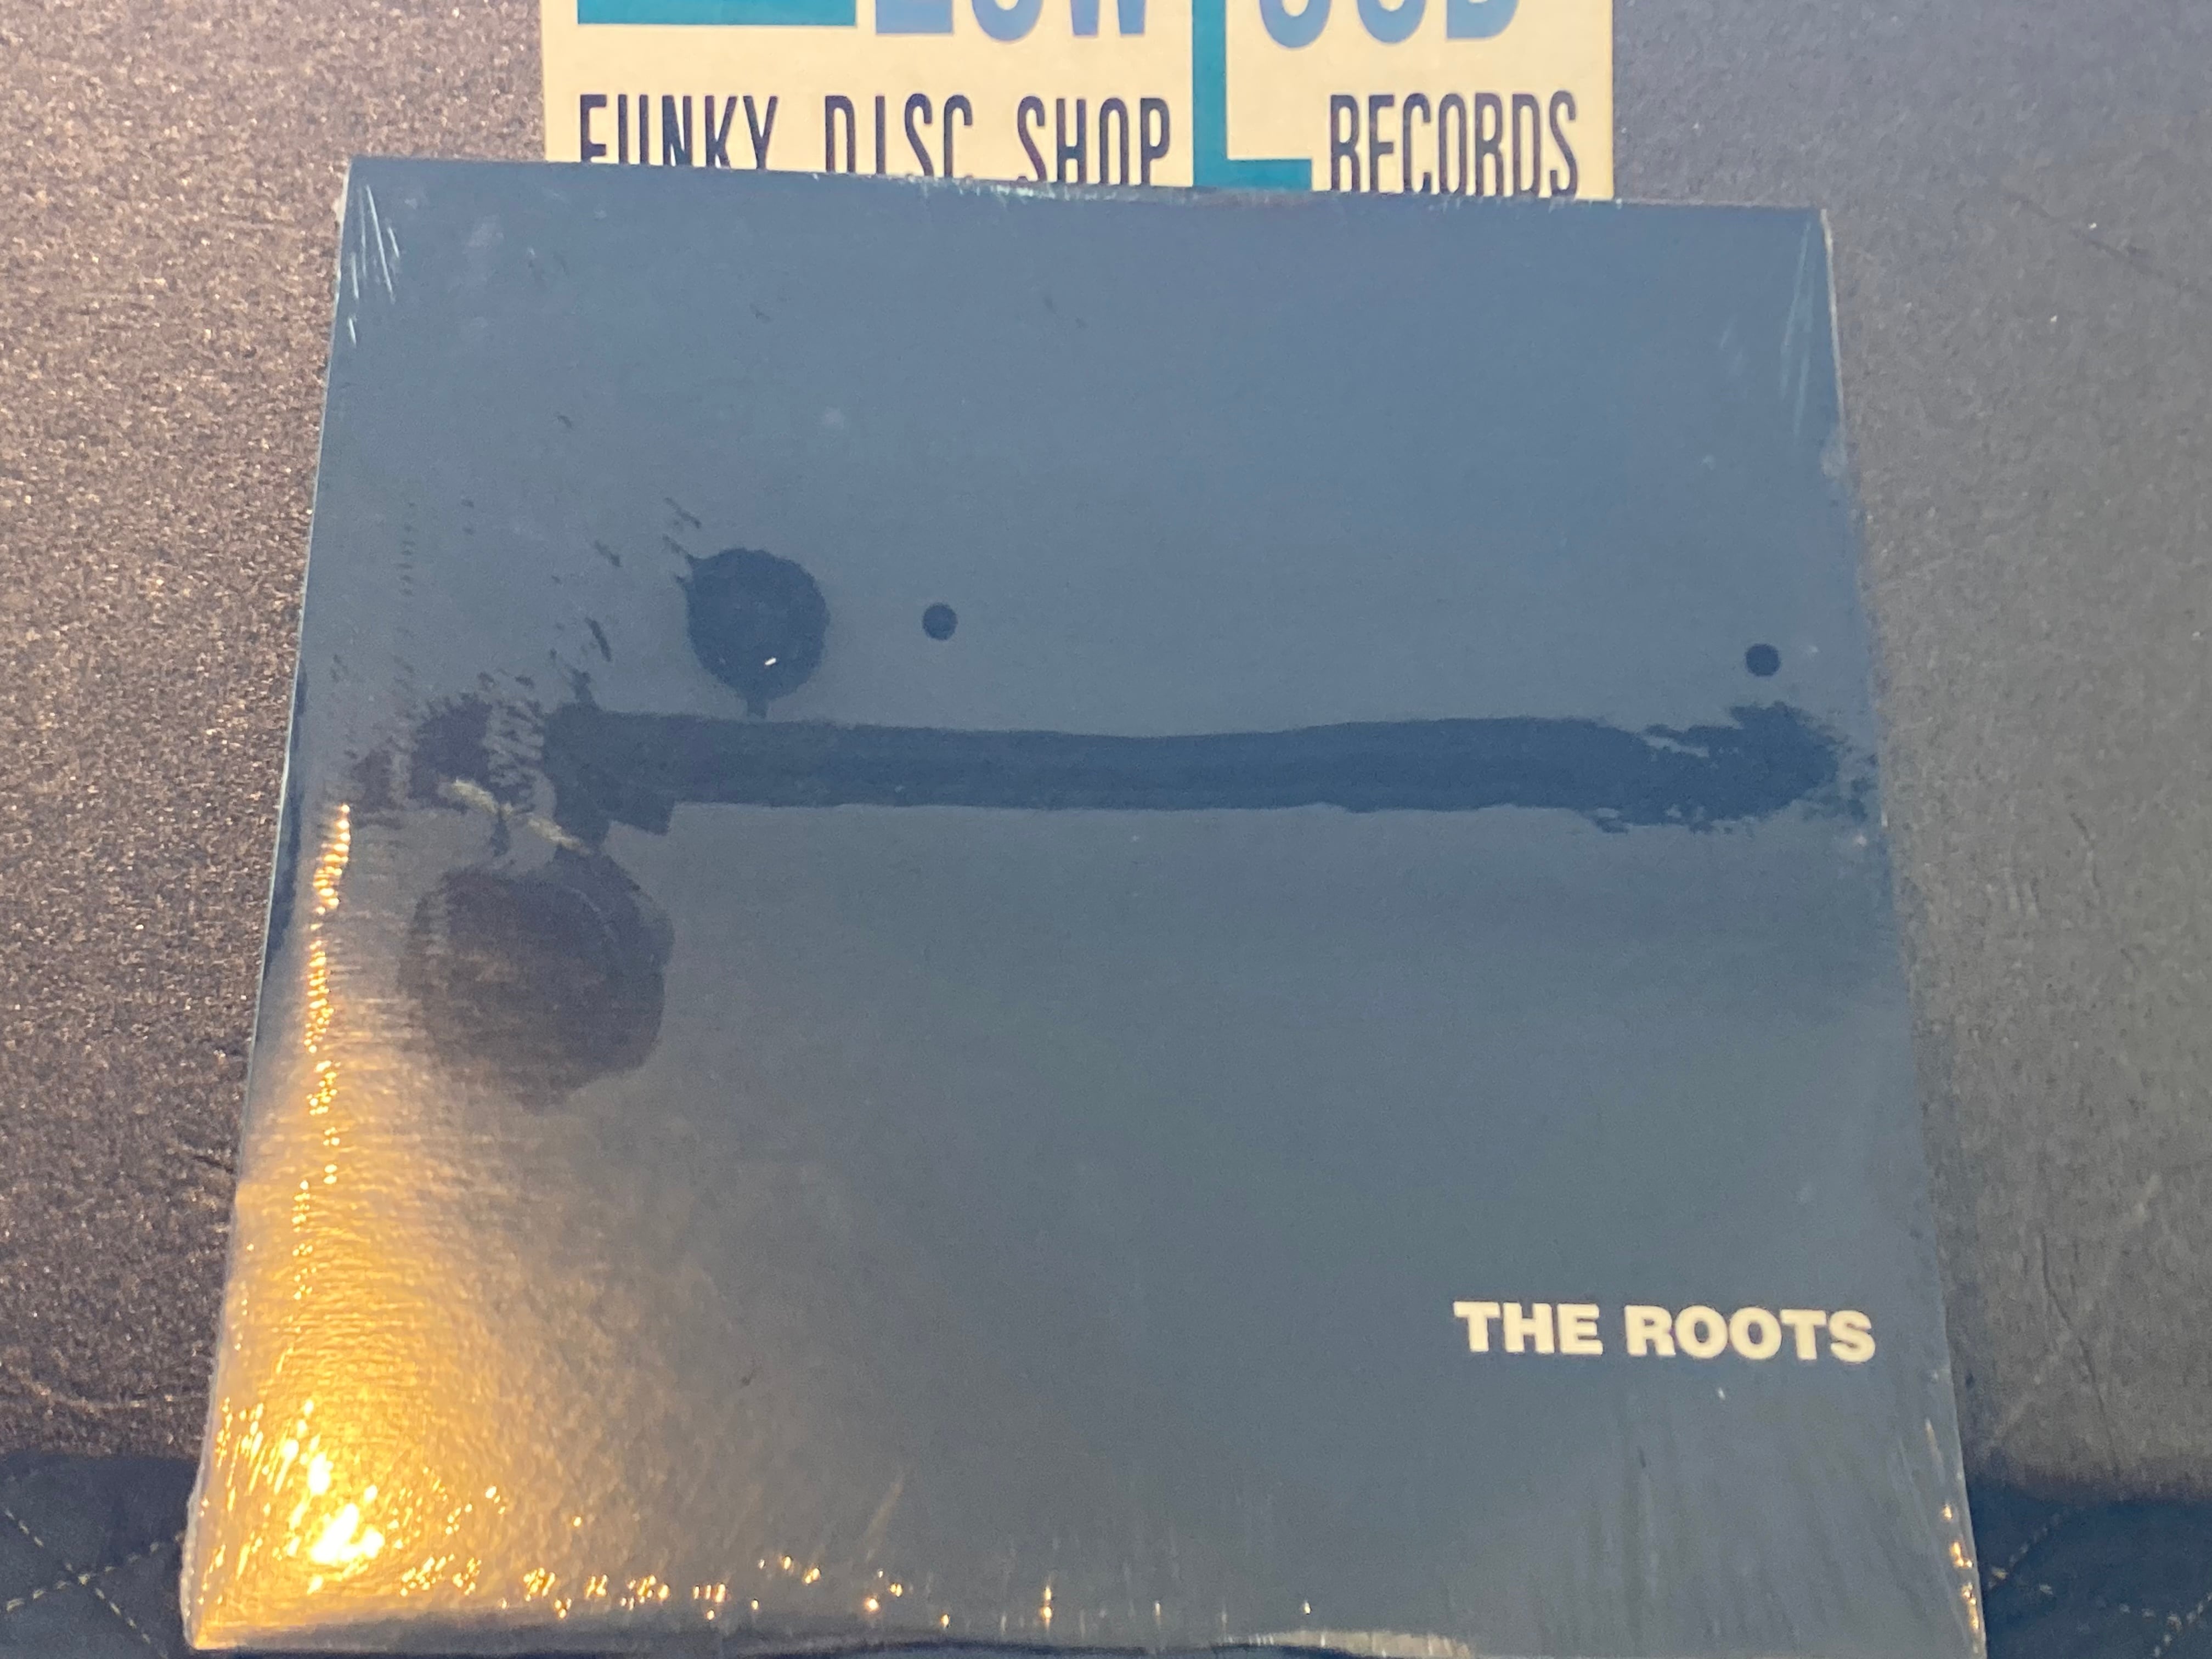 FUNKY DISC SHOP
RECORDS
THE ROOTS